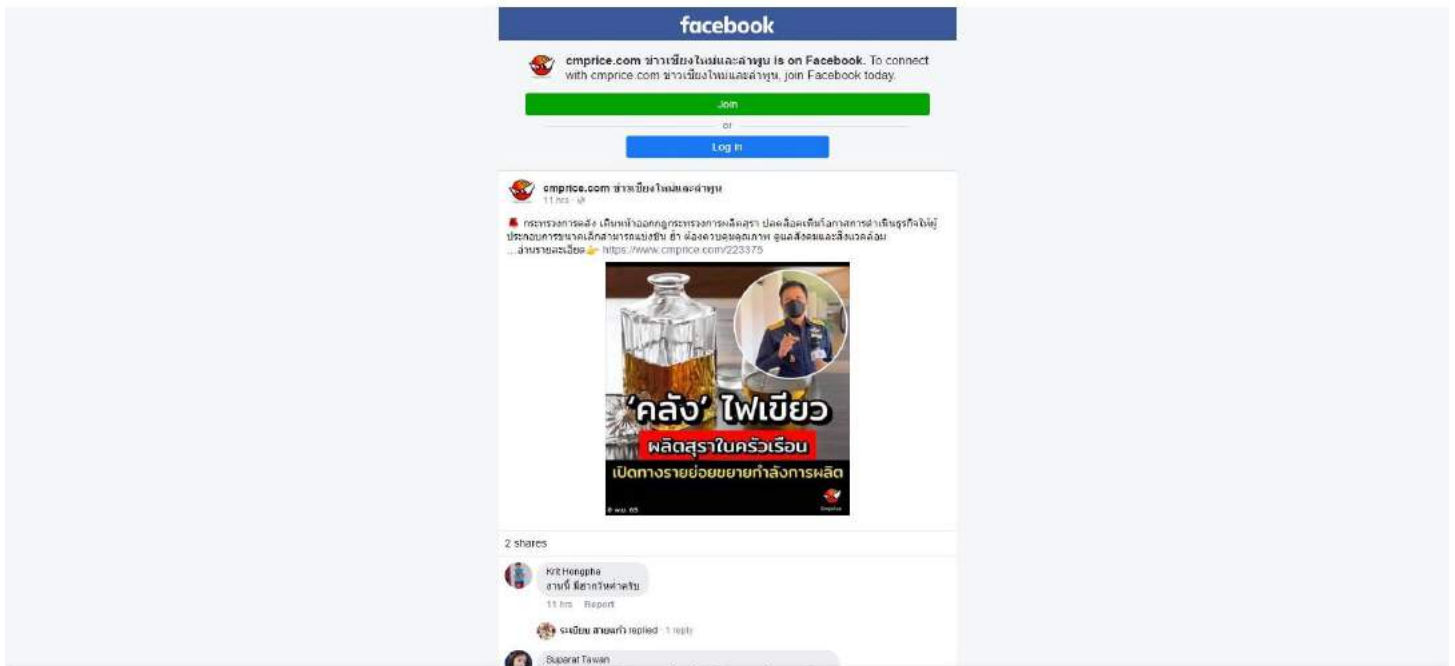 facebook
cmprice.com ข่าวเชียงใหม่และลำพูน is on Facebook. To connect
with cmprice.com ข่าวเชียงใหม่และลำพูน, join Facebook today.
Join
or
Log In
cmprice.com ข่าวเชียงใหม่และลำพูน
11 hrs ·
กระทรวงการคลัง เดินหน้าออกกฎกระทรวงการผลิตสุรา ปลดล็อคเพิ่มโอกาสการดำเนินธุรกิจให้ผู้
ประกอบการขนาดเล็กสามารถแข่งขัน ย้ำ ต้องควบคุมคุณภาพ ดูแลสังคมและสิ่งแวดล้อม
...อ่านรายละเอียด https://www.cmprice.com/223375
‘คลัง’ ไฟเขียว
ผลิตสุราในครัวเรือน
เปิดทางรายย่อยขยายกำลังการผลิต
Cmprice
2 shares
Krit Hongpha
11 hrs Report
ระเบียบ สายแก้ว replied · 1 reply
Suparat Tawan